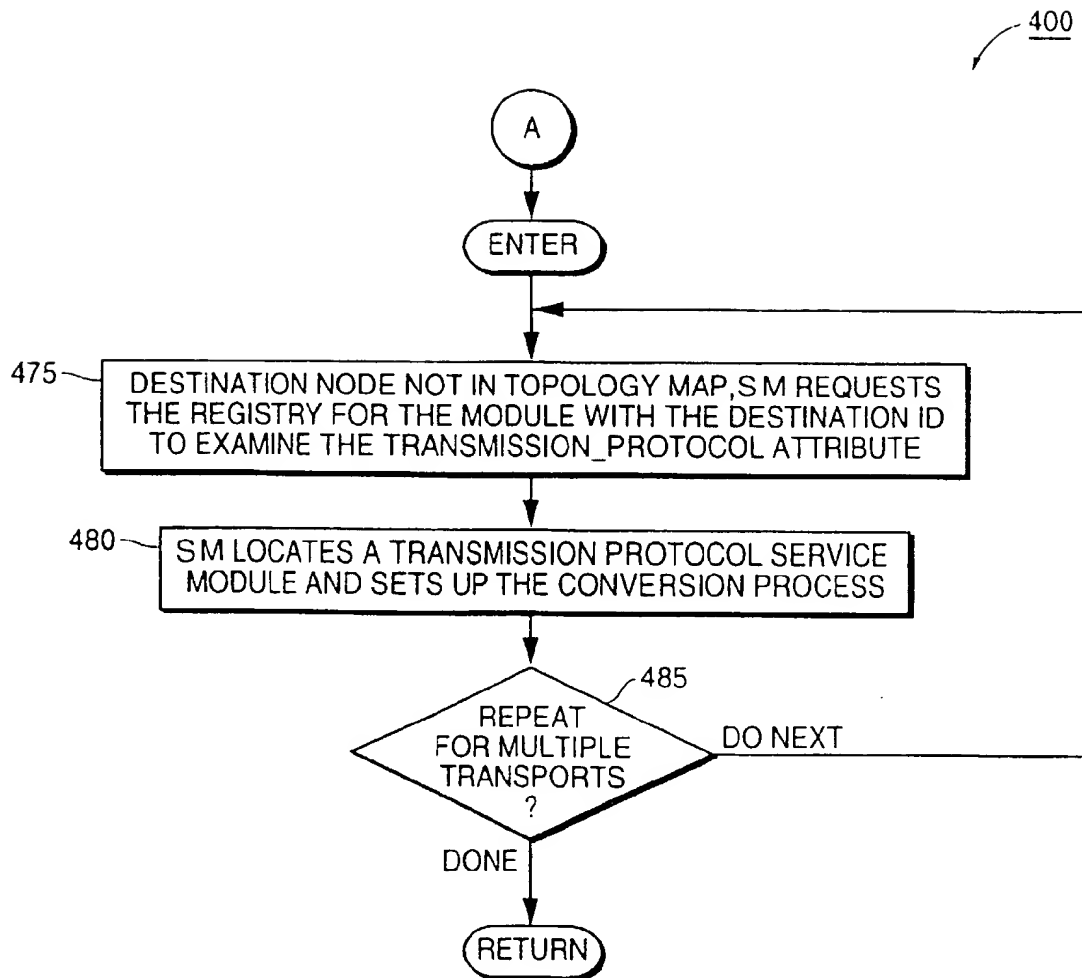 400
A
ENTER
475
DESTINATION NODE NOT IN TOPOLOGY MAP,SM REQUESTS
THE REGISTRY FOR THE MODULE WITH THE DESTINATION ID
TO EXAMINE THE TRANSMISSION_PROTOCOL ATTRIBUTE
480
SM LOCATES A TRANSMISSION PROTOCOL SERVICE
MODULE AND SETS UP THE CONVERSION PROCESS
485
REPEAT
FOR MULTIPLE
TRANSPORTS
?
DO NEXT
DONE
RETURN